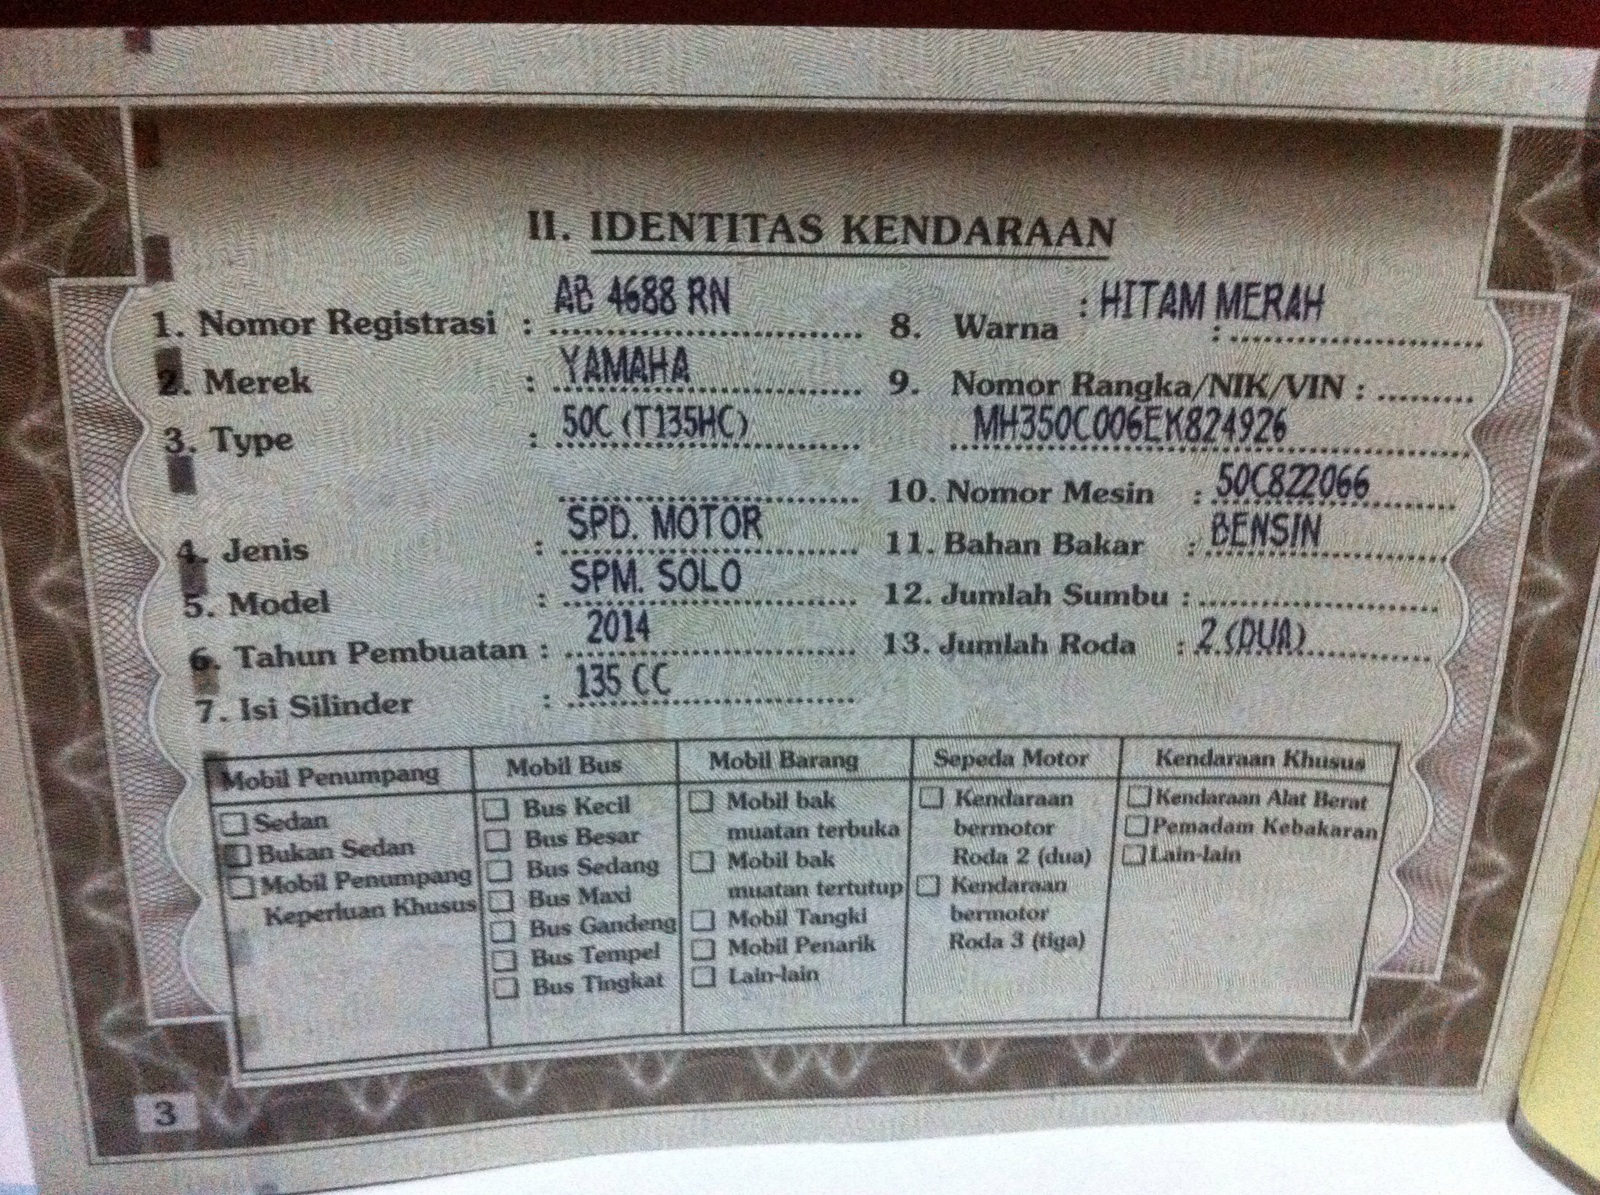 II. IDENTITAS KENDARAAN
1. Nomor Registrasi : AB 4688 RN
2. Merek : YAMAHA
3. Type : 50C (T135HC)
4. Jenis : SPD. MOTOR
5. Model : SPM. SOLO
6. Tahun Pembuatan : 2014
7. Isi Silinder : 135 CC
8. Warna : HITAM MERAH
9. Nomor Rangka/NIK/VIN :
MH350C006EK824926
10. Nomor Mesin : 50C822066
11. Bahan Bakar : BENSIN
12. Jumlah Sumbu :
13. Jumlah Roda : 2 (DUA)
Mobil Penumpang
Sedan
Bukan Sedan
Mobil Penumpang
Keperluan Khusus
Mobil Bus
Bus Kecil
Bus Besar
Bus Sedang
Bus Maxi
Bus Gandeng
Bus Tempel
Bus Tingkat
Mobil Barang
Mobil bak
muatan terbuka
Mobil bak
muatan tertutup
Mobil Tangki
Mobil Penarik
Lain-lain
Sepeda Motor
Kendaraan
bermotor
Roda 2 (dua)
Kendaraan
bermotor
Roda 3 (tiga)
Kendaraan Khusus
Kendaraan Alat Berat
Pemadam Kebakaran
Lain-lain
3